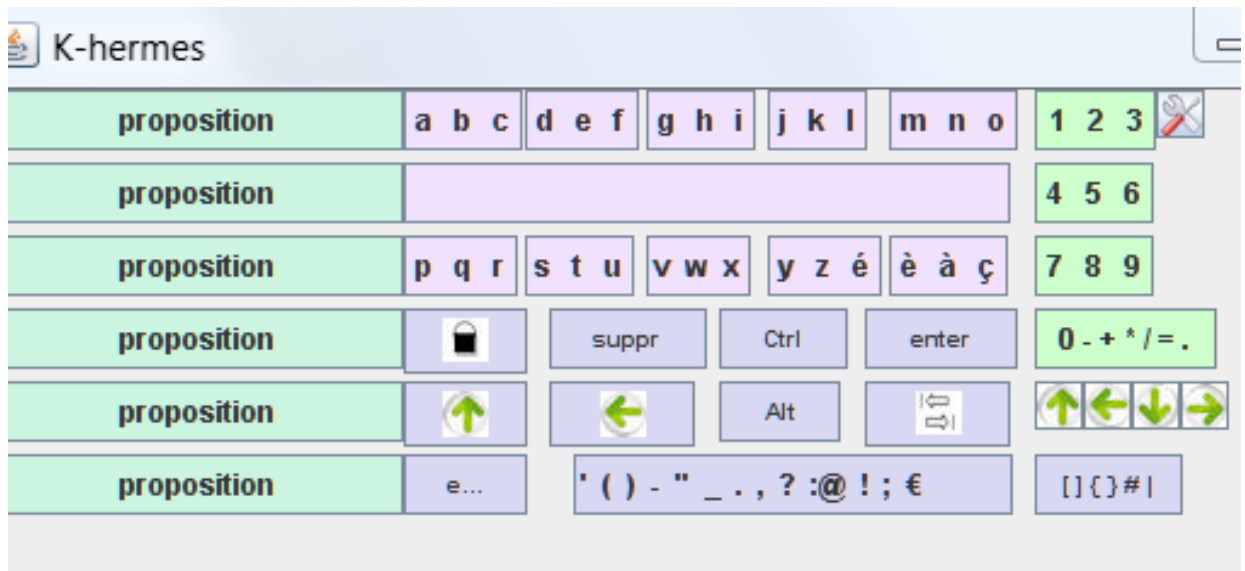 K-hermes
proposition a b c d e f g h i j k l m n o 1 2 3
proposition 4 5 6
proposition p q r s t u v w x y z é è à ç 7 8 9
proposition suppr Ctrl enter 0 - + * / = .
proposition Alt
proposition e... ' ( ) - " _ . , ? : @ ! ; € [ ] { } # |